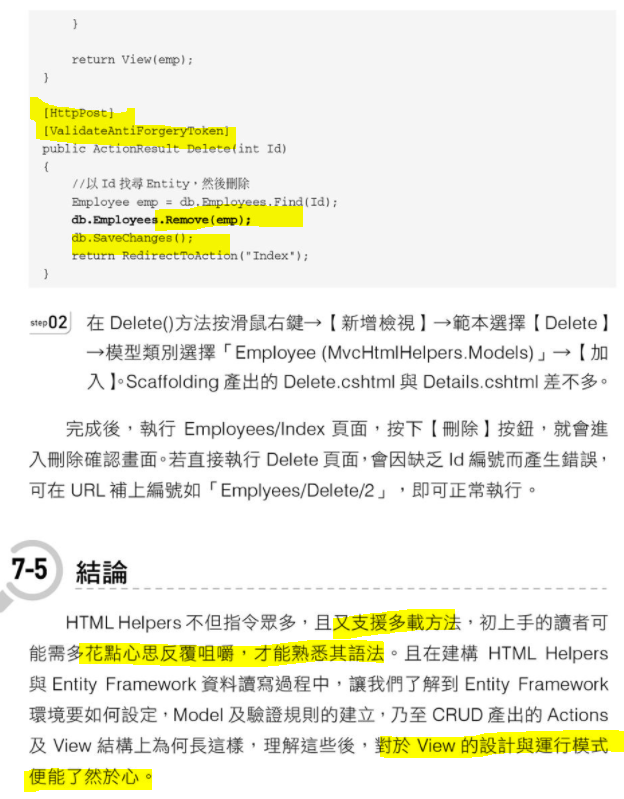 }
return View(emp);
}
[HttpPost]
[ValidateAntiForgeryToken]
public ActionResult Delete(int Id)
{
//以 Id 找尋 Entity，然後刪除
Employee emp = db.Employees.Find(Id);
db.Employees.Remove(emp);
db.SaveChanges();
return RedirectToAction("Index");
}
step02 在 Delete()方法按滑鼠右鍵→【新增檢視】→範本選擇【Delete】
→模型類別選擇「Employee (MvcHtmlHelpers.Models)」→【加
入】。Scaffolding 產出的 Delete.cshtml 與 Details.cshtml 差不多。
完成後，執行 Employees/Index 頁面，按下【刪除】按鈕，就會進
入刪除確認畫面。若直接執行 Delete 頁面，會因缺乏 Id 編號而產生錯誤，
可在 URL 補上編號如「Emplyees/Delete/2」，即可正常執行。
7-5 結論
HTML Helpers 不但指令眾多，且又支援多載方法，初上手的讀者可
能需多花點心思反覆咀嚼，才能熟悉其語法。且在建構 HTML Helpers
與 Entity Framework 資料讀寫過程中，讓我們了解到 Entity Framework
環境要如何設定，Model 及驗證規則的建立，乃至 CRUD 產出的 Actions
及 View 結構上為何長這樣，理解這些後，對於 View 的設計與運行模式
便能了然於心。